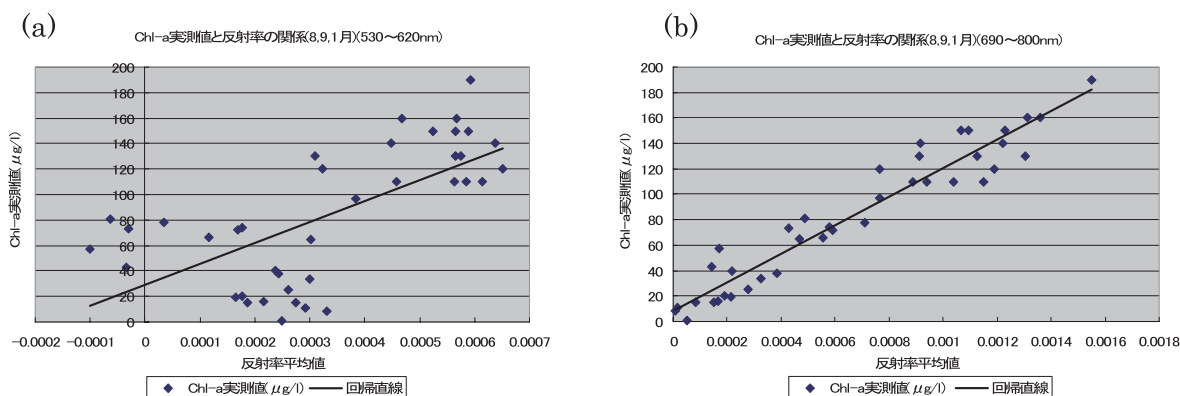 (a)
Chl-a実測値と反射率の関係(8,9,1月)(530~620nm)
200
180
160
140
120
100
80
60
40
20
0
Chl-a実測値(μg/l)
-0.0002 -0.0001 0 0.0001 0.0002 0.0003 0.0004 0.0005 0.0006 0.0007
反射率平均値
Chl-a実測値(μg/l) 回帰直線
(b)
Chl-a実測値と反射率の関係(8,9,1月)(690~800nm)
200
180
160
140
120
100
80
60
40
20
0
Chl-a実測値(μg/l)
0 0.0002 0.0004 0.0006 0.0008 0.001 0.0012 0.0014 0.0016 0.0018
反射率平均値
Chl-a実測値(μg/l) 回帰直線